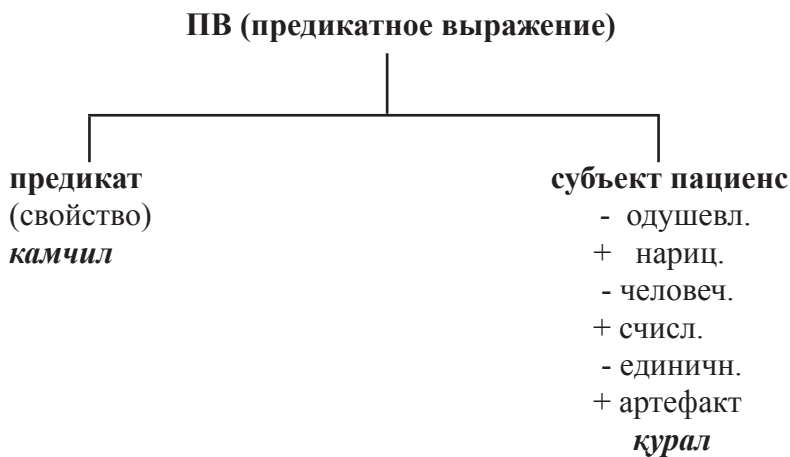 ПВ (предикатное выражение)
предикат
(свойство)
камчил
субъект пациенс
- одушевл.
+ нариц.
- человеч.
+ счисл.
- единичн.
+ артефакт
қурал